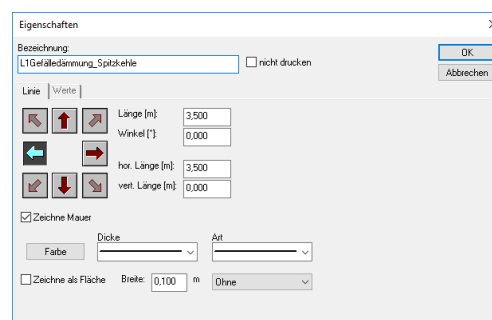 Eigenschaften
Bezeichnung:
L1Gefälledämmung_Spitzkehle
nicht drucken
OK
Abbrechen
Linie
Werte
Länge [m]:
3,500
Winkel [°]:
0,000
hor. Länge [m]:
3,500
vert. Länge [m]:
0,000
Zeichne Mauer
Farbe
Dicke
Art
Zeichne als Fläche
Breite:
0,100
m
Ohne